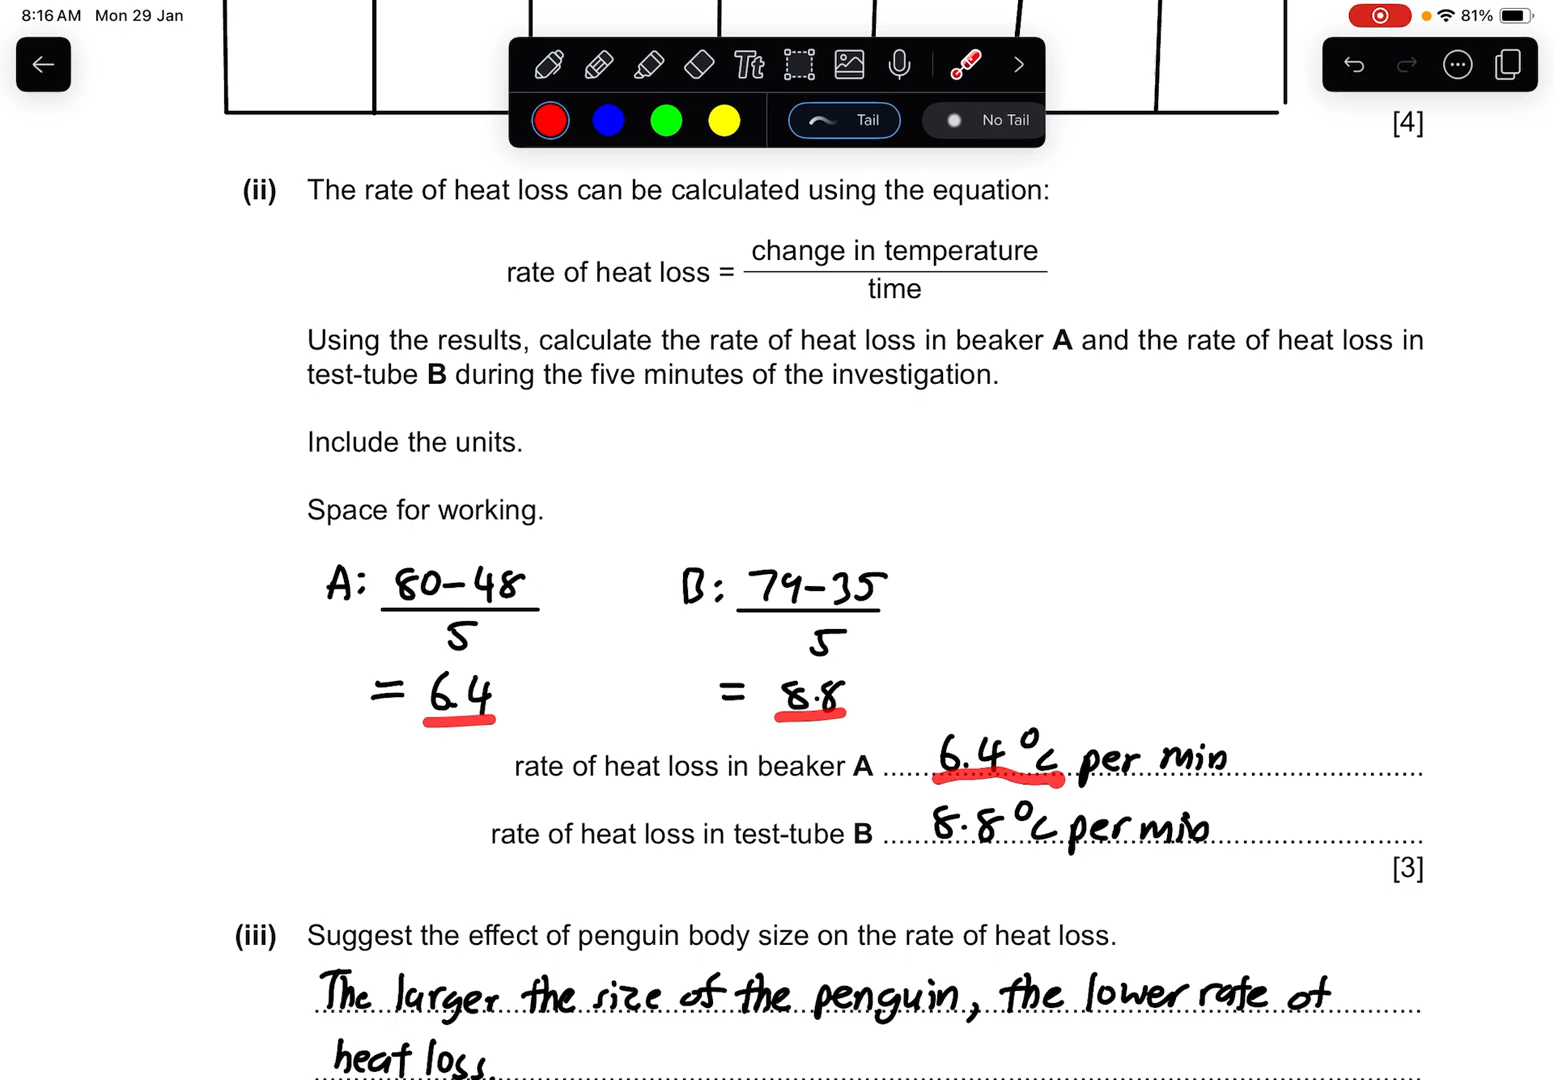 8:16 AM Mon 29 Jan
81%
Tt
Tail
No Tail
[4]
(ii) The rate of heat loss can be calculated using the equation:
change in temperature
rate of heat loss =
time
Using the results, calculate the rate of heat loss in beaker A and the rate of heat loss in
test-tube B during the five minutes of the investigation.
Include the units.
Space for working.
A: 80-48 B: 79-35
5 5
= 6.4 = 8.8
rate of heat loss in beaker A 6.4 °c per min
rate of heat loss in test-tube B 8.8 °c per min
[3]
(iii) Suggest the effect of penguin body size on the rate of heat loss.
The larger the size of the penguin, the lower rate of
heat loss.